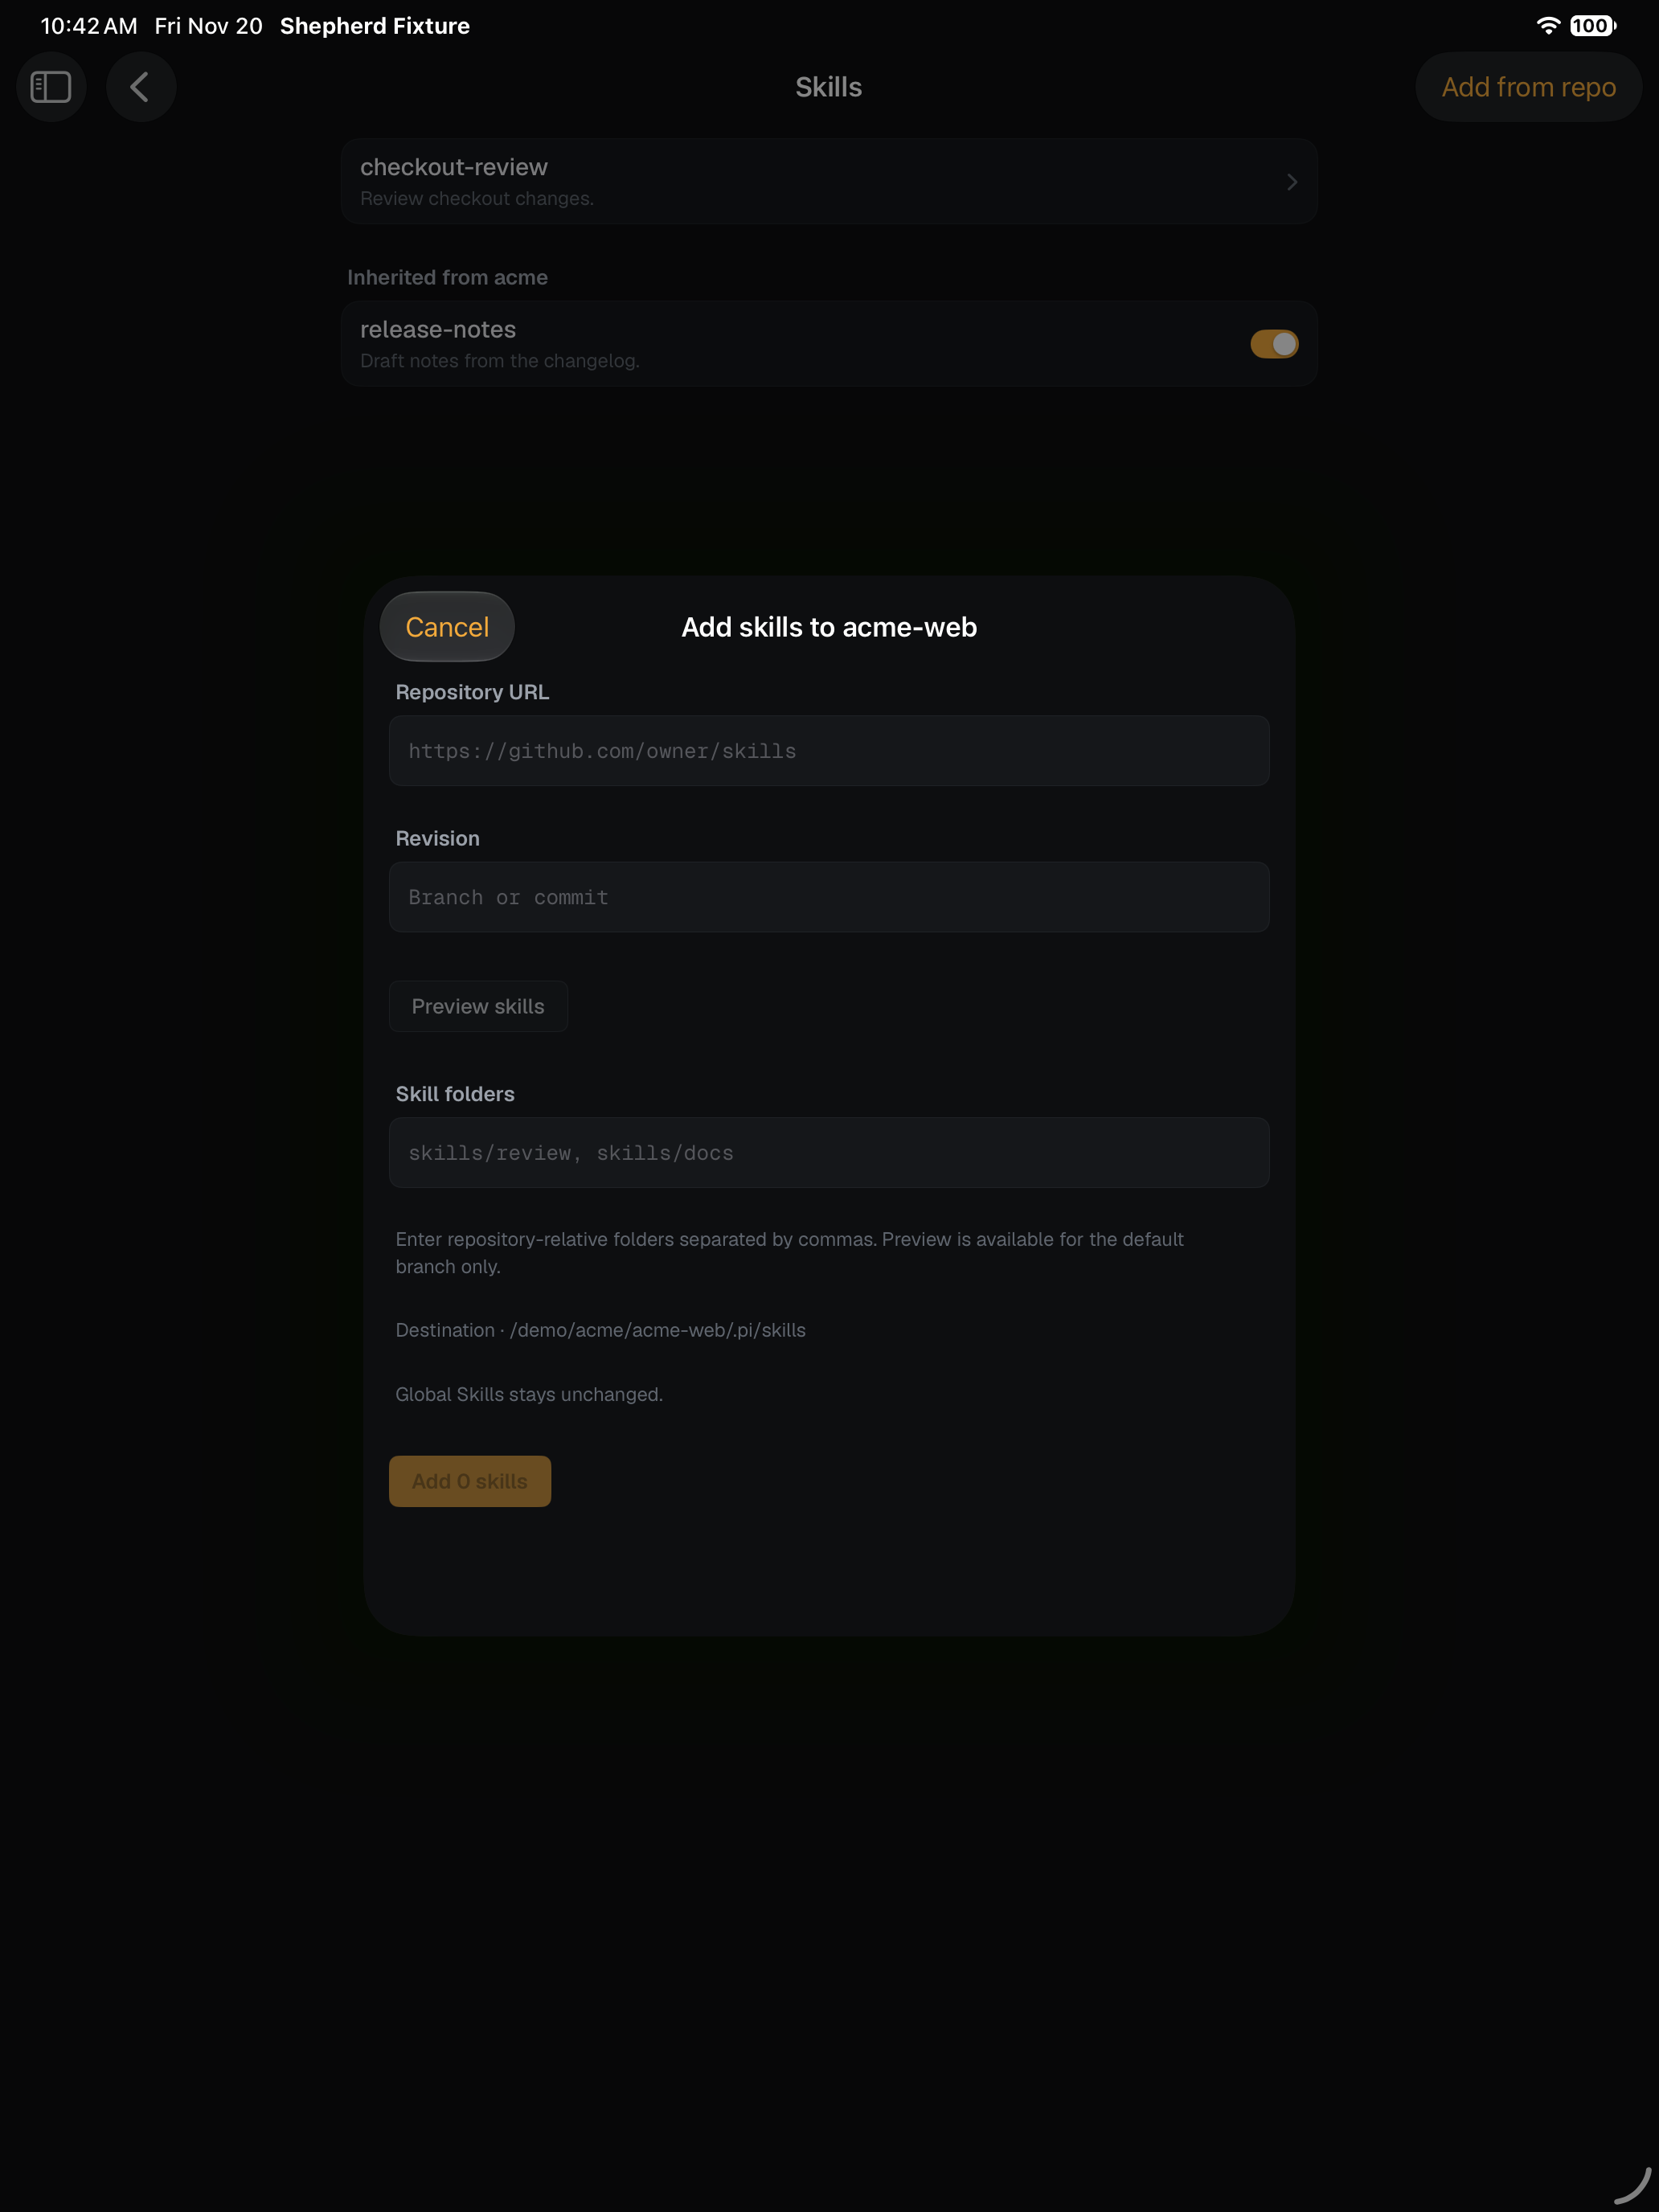 10:42 AM Fri Nov 20 Shepherd Fixture 100
Skills
Add from repo
checkout-review
Review checkout changes.
Inherited from acme
release-notes
Draft notes from the changelog.
Cancel
Add skills to acme-web
Repository URL
https://github.com/owner/skills
Revision
Branch or commit
Preview skills
Skill folders
skills/review, skills/docs
Enter repository-relative folders separated by commas. Preview is available for the default
branch only.
Destination · /demo/acme/acme-web/.pi/skills
Global Skills stays unchanged.
Add 0 skills